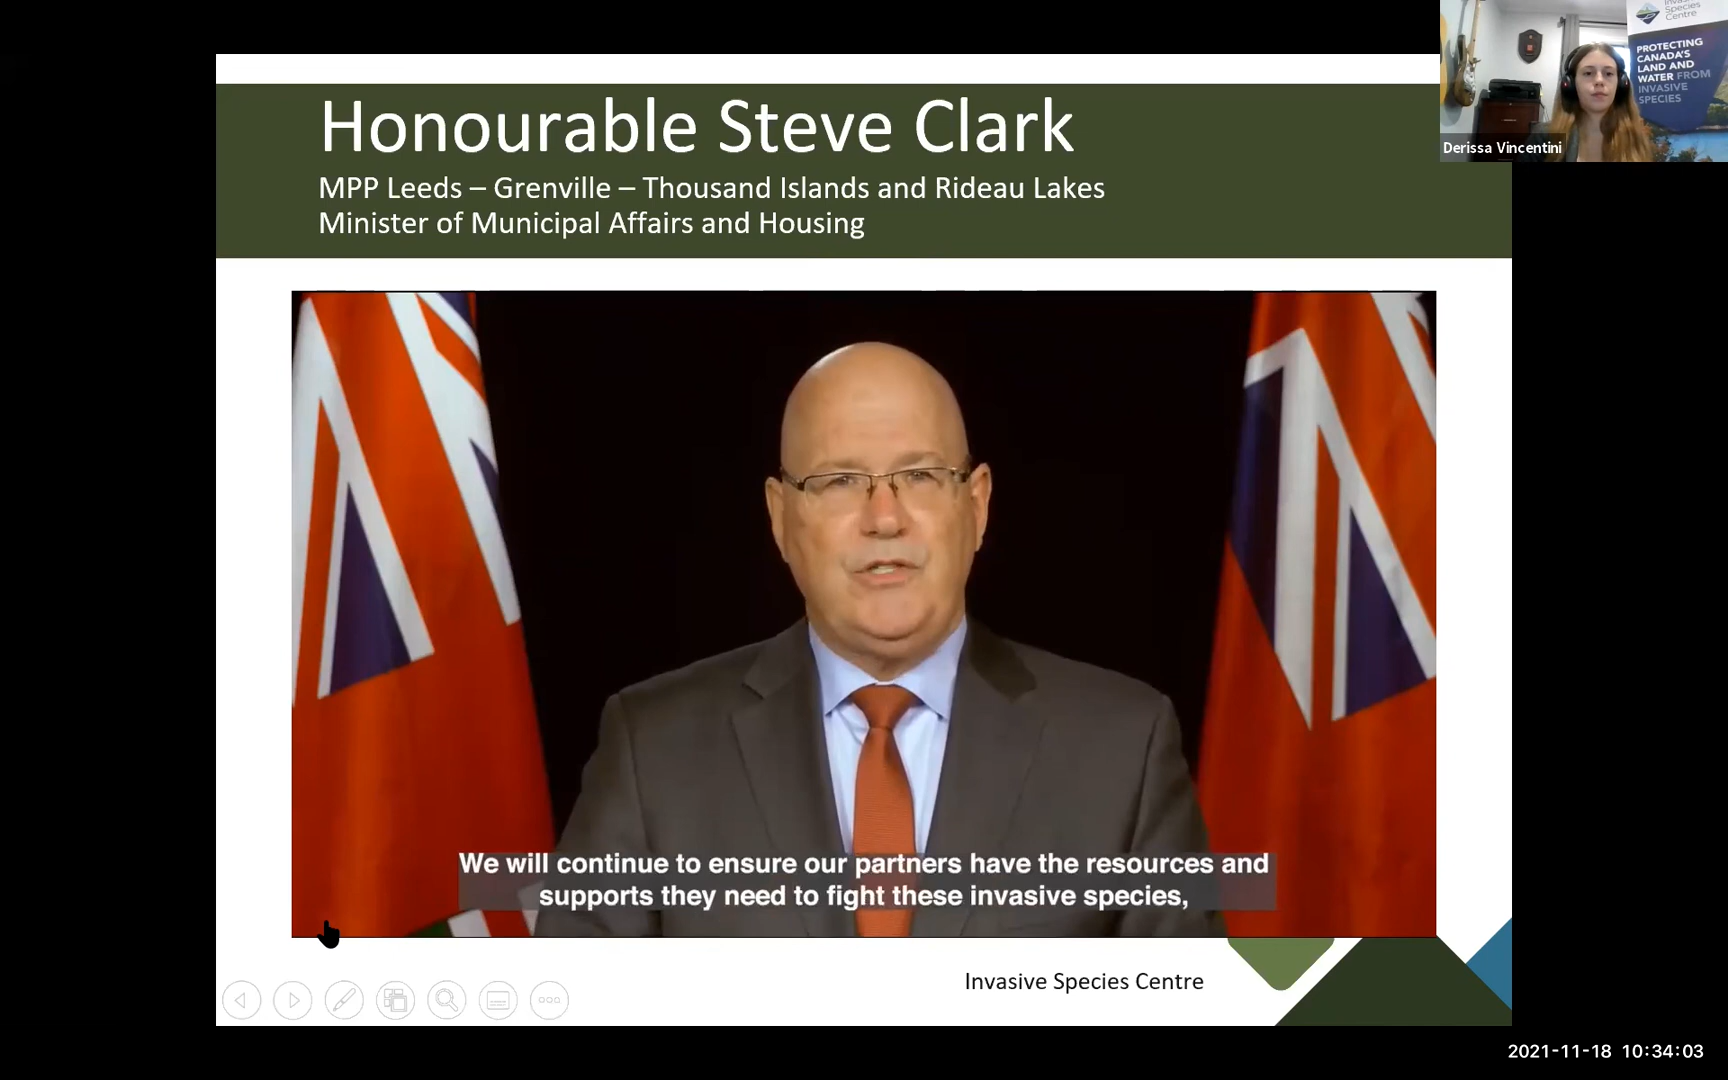 Honourable Steve Clark
MPP Leeds – Grenville – Thousand Islands and Rideau Lakes
Minister of Municipal Affairs and Housing
We will continue to ensure our partners have the resources and
supports they need to fight these invasive species,
Invasive Species Centre
Species
Centre
PROTECTING
CANADA'S
LAND AND
WATER FROM
INVASIVE
SPECIES
Derissa Vincentini
2021-11-18 10:34:03